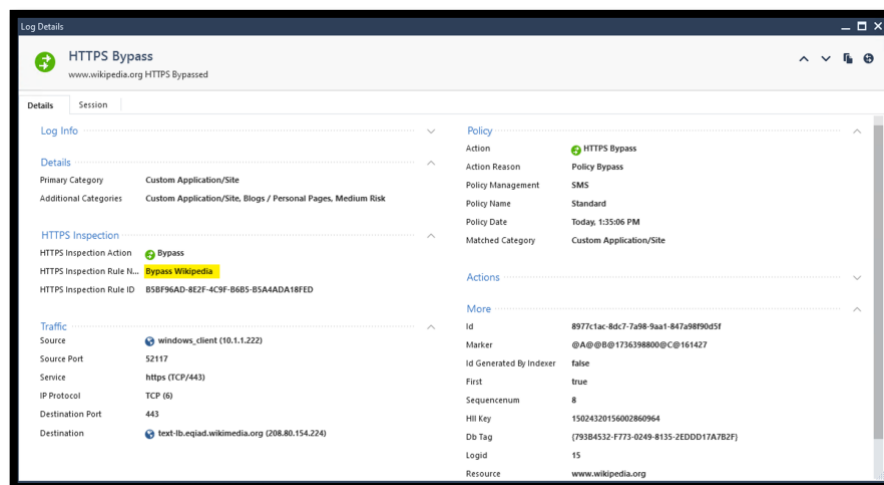 Log Details
HTTPS Bypass
www.wikipedia.org HTTPS Bypassed
Details
Session
Log Info
Details
Primary Category Custom Application/Site
Additional Categories Custom Application/Site, Blogs / Personal Pages, Medium Risk
HTTPS Inspection
HTTPS Inspection Action Bypass
HTTPS Inspection Rule N... Bypass Wikipedia
HTTPS Inspection Rule ID B5BF96AD-8E2F-4C9F-B6B5-B5A4ADA18FED
Traffic
Source windows_client (10.1.1.222)
Source Port 52117
Service https (TCP/443)
IP Protocol TCP (6)
Destination Port 443
Destination text-lb.eqiad.wikimedia.org (208.80.154.224)
Policy
Action HTTPS Bypass
Action Reason Policy Bypass
Policy Management SMS
Policy Name Standard
Policy Date Today, 1:35:06 PM
Matched Category Custom Application/Site
Actions
More
Id 8977c1ac-8dc7-7a98-9aa1-847a98f90d5f
Marker @A@@B@1736398800@C@161427
Id Generated By Indexer false
First true
Sequencenum 8
Hll Key 15024320156002860964
Db Tag {793B4532-F773-0249-8135-2EDDD17A7B2F}
Logid 15
Resource www.wikipedia.org